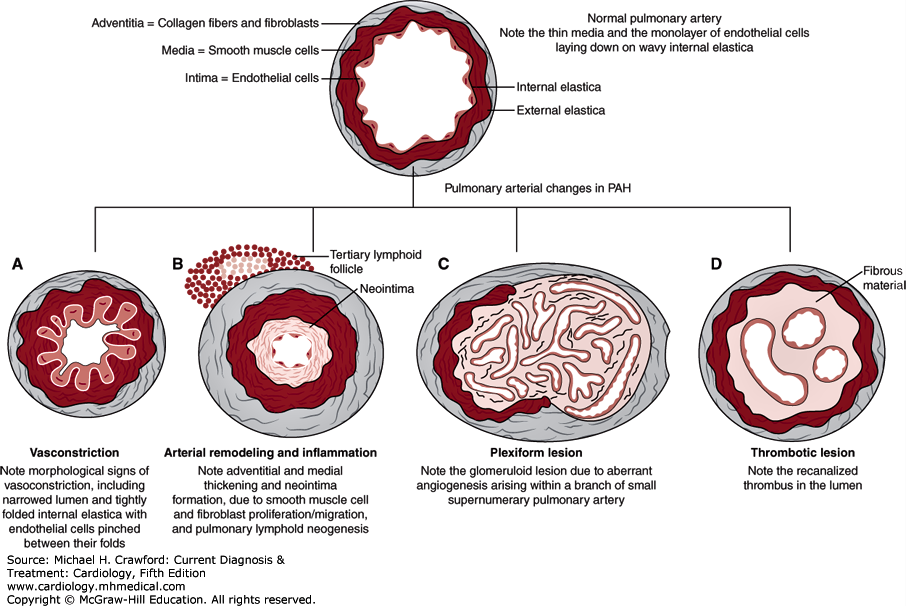 Adventitia = Collagen fibers and fibroblasts
Media = Smooth muscle cells
Intima = Endothelial cells
Normal pulmonary artery
Note the thin media and the monolayer of endothelial cells
laying down on wavy internal elastica
Internal elastica
External elastica
Pulmonary arterial changes in PAH
A
B
Tertiary lymphoid
follicle
Neointima
C
D
Fibrous
material
Vasconstriction
Note morphological signs of
vasoconstriction, including
narrowed lumen and tightly
folded internal elastica with
endothelial cells pinched
between their folds
Arterial remodeling and inflammation
Note adventitial and medial
thickening and neointima
formation, due to smooth muscle cell
and fibroblast proliferation/migration,
and pulmonary lymphoid neogenesis
Plexiform lesion
Note the glomeruloid lesion due to aberrant
angiogenesis arising within a branch of small
supernumerary pulmonary artery
Thrombotic lesion
Note the recanalized
thrombus in the lumen
Source: Michael H. Crawford: Current Diagnosis &
Treatment: Cardiology, Fifth Edition
www.cardiology.mhmedical.com
Copyright © McGraw-Hill Education. All rights reserved.